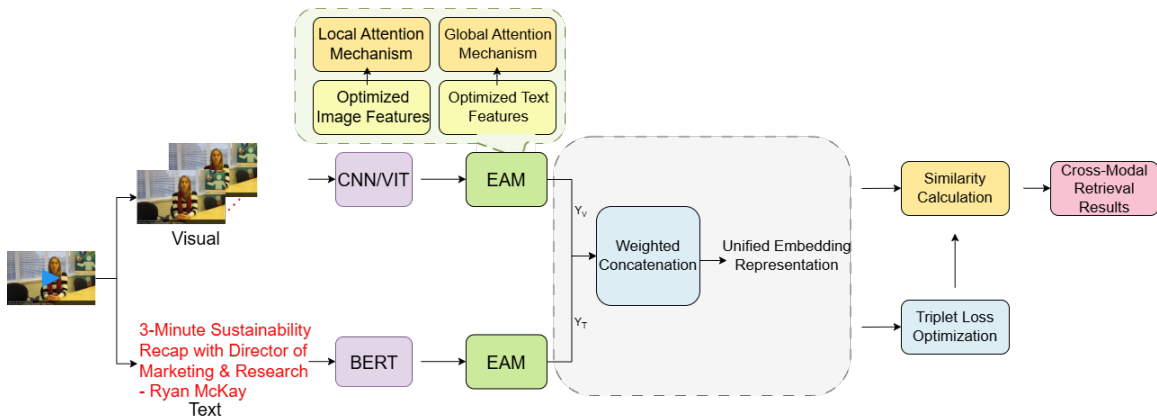 Local Attention
Mechanism
Global Attention
Mechanism
Optimized
Image Features
Optimized Text
Features
CNN/VIT
EAM
Similarity
Calculation
Cross-Modal
Retrieval
Results
Visual
Y_V
Weighted
Concatenation
Unified Embedding
Representation
Y_T
3-Minute Sustainability
Recap with Director of
Marketing & Research
- Ryan McKay
Text
BERT
EAM
Triplet Loss
Optimization